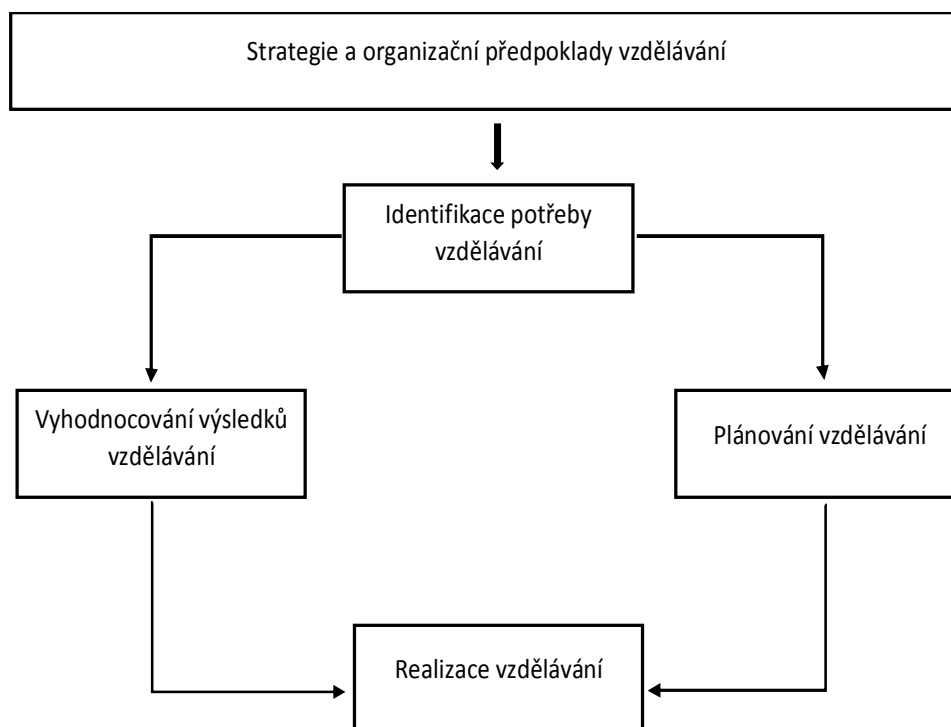 Strategie a organizační předpoklady vzdělávání
Identifikace potřeby
vzdělávání
Vyhodnocování výsledků
vzdělávání
Plánování vzdělávání
Realizace vzdělávání